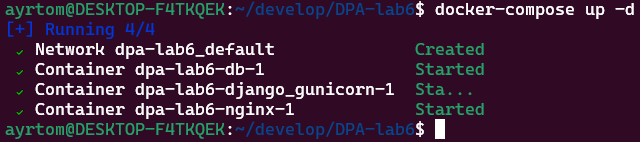 ayrtom@DESKTOP-F4TKQEK:~/develop/DPA-lab6$ docker-compose up -d
[+] Running 4/4
✓ Network dpa-lab6_default Created
✓ Container dpa-lab6-db-1 Started
✓ Container dpa-lab6-django_gunicorn-1 Sta...
✓ Container dpa-lab6-nginx-1 Started
ayrtom@DESKTOP-F4TKQEK:~/develop/DPA-lab6$